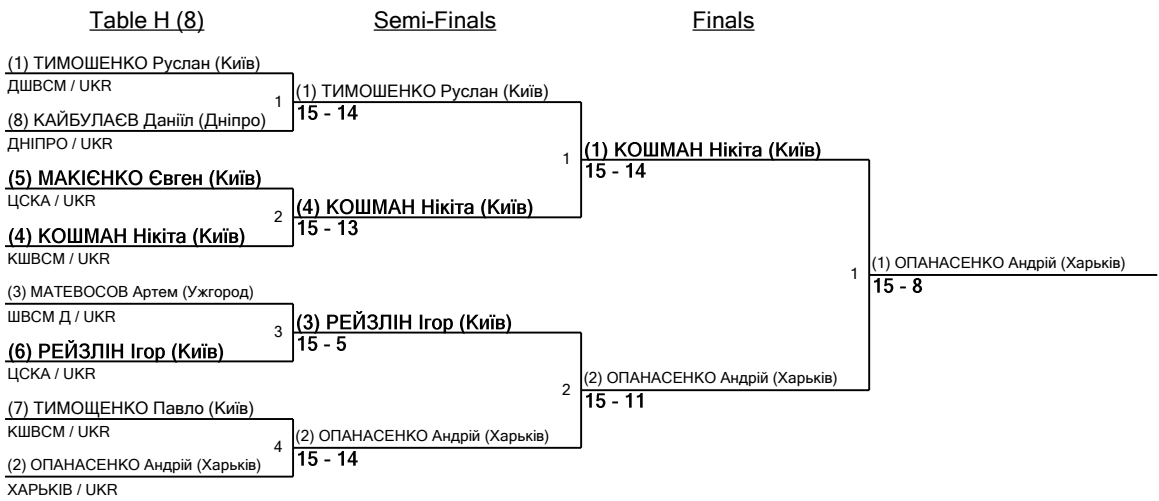 Table H (8)
Semi-Finals
Finals
(1) ТИМОШЕНКО Руслан (Київ)
ДШВСМ / UKR
1
(1) ТИМОШЕНКО Руслан (Київ)
15 - 14
(8) КАЙБУЛАЄВ Даніїл (Дніпро)
ДНІПРО / UKR
1
(1) КОШМАН Нікіта (Київ)
15 - 14
(5) МАКІЄНКО Євген (Київ)
ЦСКА / UKR
2
(4) КОШМАН Нікіта (Київ)
15 - 13
(4) КОШМАН Нікіта (Київ)
КШВСМ / UKR
1
(1) ОПАНАСЕНКО Андрій (Харьків)
15 - 8
(3) МАТЕВОСОВ Артем (Ужгород)
ШВСМ Д / UKR
3
(3) РЕЙЗЛІН Ігор (Київ)
15 - 5
(6) РЕЙЗЛІН Ігор (Київ)
ЦСКА / UKR
2
(2) ОПАНАСЕНКО Андрій (Харьків)
15 - 11
(7) ТИМОЩЕНКО Павло (Київ)
КШВСМ / UKR
4
(2) ОПАНАСЕНКО Андрій (Харьків)
15 - 14
(2) ОПАНАСЕНКО Андрій (Харьків)
ХАРЬКІВ / UKR